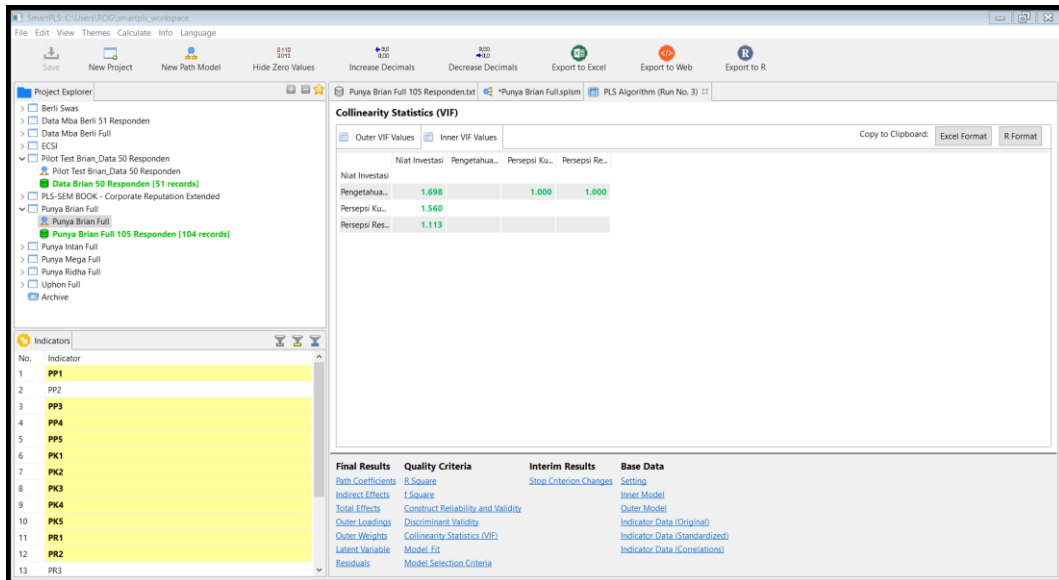 SmartPLS: C:\Users\ROG\smartpls_workspace
File Edit View Themes Calculate Info Language
Save New Project New Path Model Hide Zero Values Increase Decimals Decrease Decimals Export to Excel Export to Web Export to R
Project Explorer
Berli Swas
Data Mba Berli 51 Responden
Data Mba Berli Full
ECSI
Pilot Test Brian_Data 50 Responden
Pilot Test Brian_Data 50 Responden
Data Brian 50 Responden [51 records]
PLS-SEM BOOK - Corporate Reputation Extended
Punya Brian Full
Punya Brian Full
Punya Brian Full 105 Responden [104 records]
Punya Intan Full
Punya Mega Full
Punya Ridha Full
Uphon Full
Archive
Indicators
No. Indicator
1 PP1
2 PP2
3 PP3
4 PP4
5 PP5
6 PK1
7 PK2
8 PK3
9 PK4
10 PK5
11 PR1
12 PR2
13 PR3
Punya Brian Full 105 Responden.txt *Punya Brian Full.splsm PLS Algorithm (Run No. 3)
Collinearity Statistics (VIF)
Outer VIF Values Inner VIF Values Copy to Clipboard: Excel Format R Format
Niat Investasi Pengetahua... Persepsi Ku... Persepsi Re...
Niat Investasi
Pengetahua... 1.698 1.000 1.000
Persepsi Ku... 1.560
Persepsi Res... 1.113
Final Results Quality Criteria Interim Results Base Data
Path Coefficients R Square Stop Criterion Changes Setting
Indirect Effects f Square Inner Model
Total Effects Construct Reliability and Validity Outer Model
Outer Loadings Discriminant Validity Indicator Data (Original)
Outer Weights Collinearity Statistics (VIF) Indicator Data (Standardized)
Latent Variable Model Fit Indicator Data (Correlations)
Residuals Model Selection Criteria